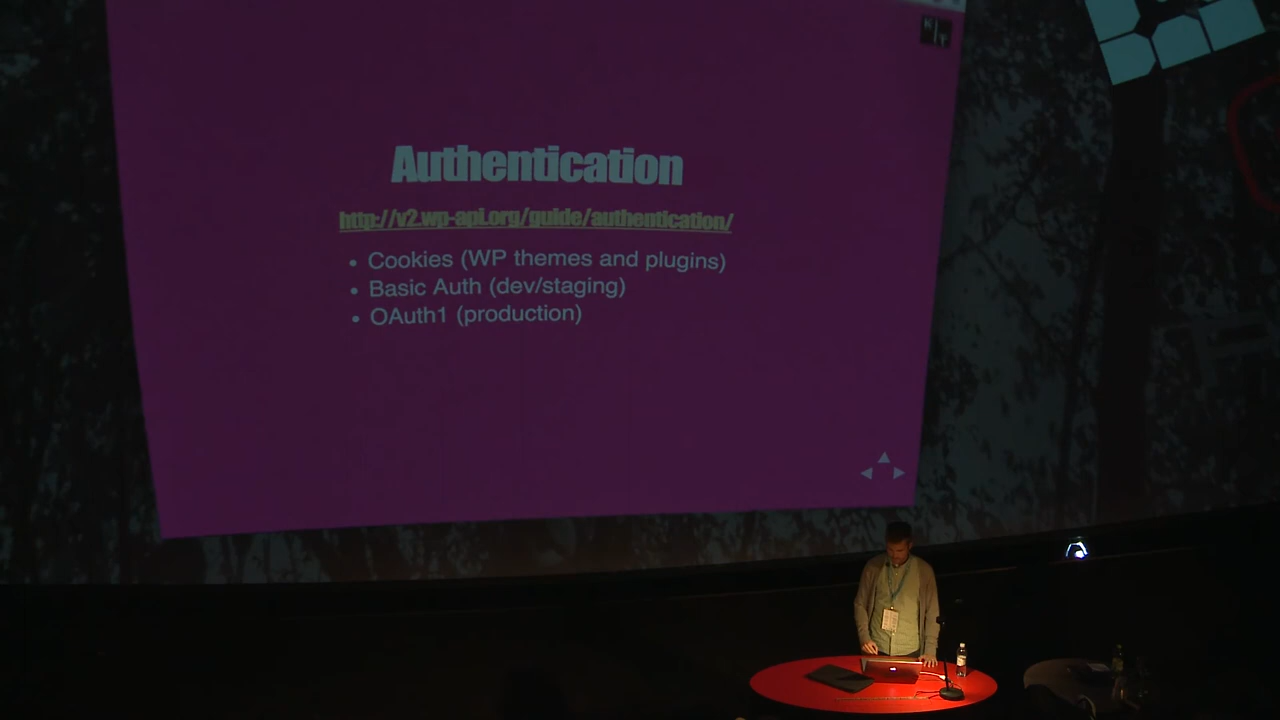 K T
Authentication
http://v2.wp-api.org/guide/authentication/
• Cookies (WP themes and plugins)
• Basic Auth (dev/staging)
• OAuth1 (production)